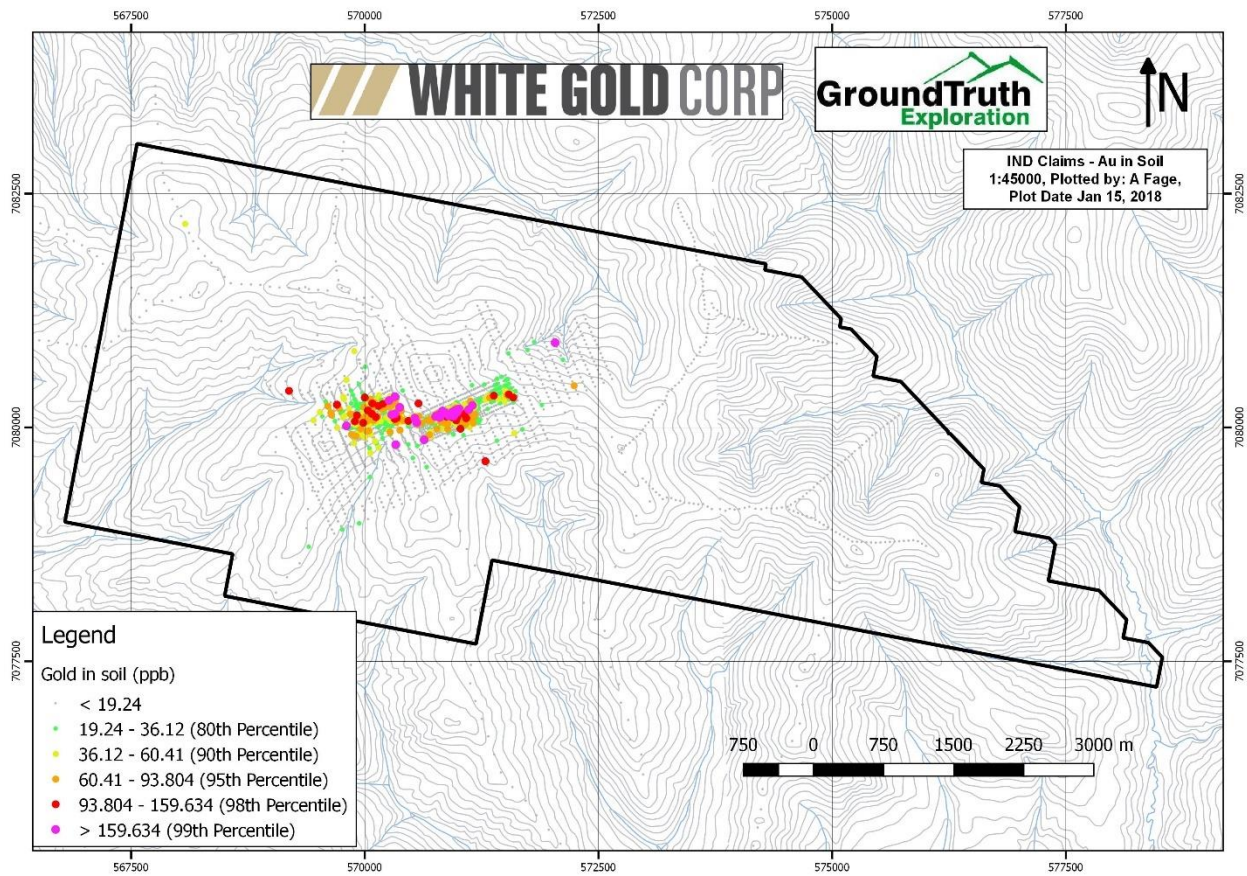 567500 570000 572500 575000 577500
WHITE GOLD CORP
GroundTruth
Exploration
N
IND Claims - Au in Soil
1:45000, Plotted by: A Fage,
Plot Date Jan 15, 2018
7082500 7082500
7080000 7080000
7077500 7077500
Legend
Gold in soil (ppb)
< 19.24
19.24 - 36.12 (80th Percentile)
36.12 - 60.41 (90th Percentile)
60.41 - 93.804 (95th Percentile)
93.804 - 159.634 (98th Percentile)
> 159.634 (99th Percentile)
750 0 750 1500 2250 3000 m
567500 570000 572500 575000 577500